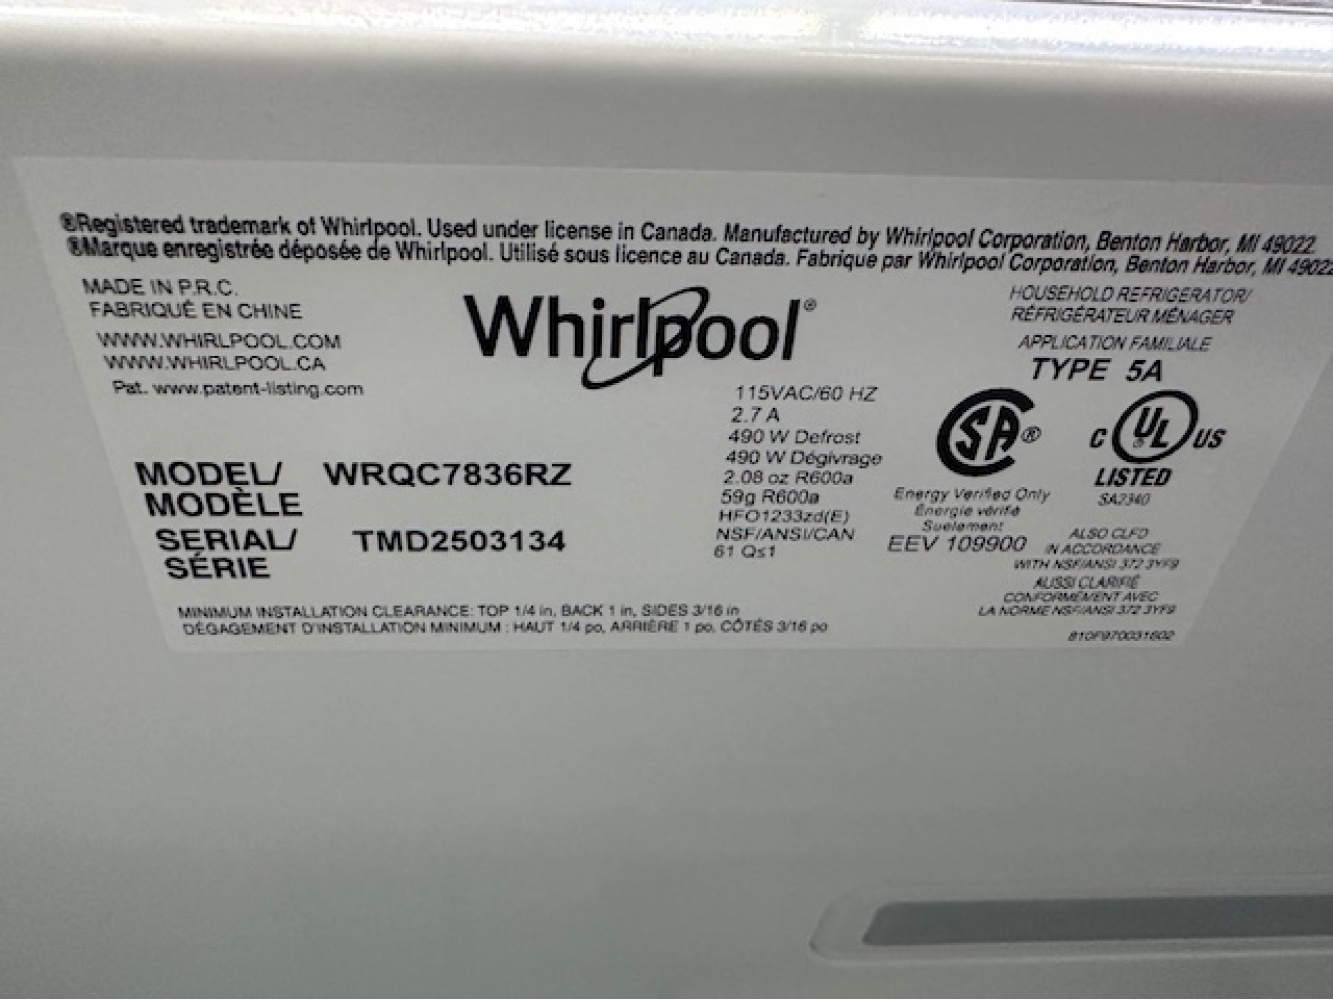 ®Registered trademark of Whirlpool. Used under license in Canada. Manufactured by Whirlpool Corporation, Benton Harbor, MI 49022
®Marque enregistrée déposée de Whirlpool. Utilisé sous licence au Canada. Fabrique par Whirlpool Corporation, Benton Harbor, MI 49022
MADE IN P.R.C.
FABRIQUÉ EN CHINE
WWW.WHIRLPOOL.COM
WWW.WHIRLPOOL.CA
Pat. www.patent-listing.com
Whirlpool®
HOUSEHOLD REFRIGERATOR/
RÉFRIGÉRATEUR MÉNAGER
APPLICATION FAMILIALE
TYPE 5A
MODEL/ WRQC7836RZ
MODÈLE
SERIAL/ TMD2503134
SÉRIE
115VAC/60 HZ
2.7 A
490 W Defrost
490 W Dégivrage
2.08 oz R600a
59g R600a
HFO1233zd(E)
NSF/ANSI/CAN
61 Q≤1
SA®
Energy Verified Only
Énergie vérifié
Suelement
EEV 109900
C UL® US
LISTED
SA2340
ALSO CLFD
IN ACCORDANCE
WITH NSF/ANSI 372 3YF9
AUSSI CLARIFIÉ
CONFORMÉMENT AVEC
LA NORME NSF/ANSI 372 3YF9
810F970031602
MINIMUM INSTALLATION CLEARANCE: TOP 1/4 in, BACK 1 in, SIDES 3/16 in
DÉGAGEMENT D'INSTALLATION MINIMUM : HAUT 1/4 po, ARRIÈRE 1 po, CÔTÉS 3/16 po